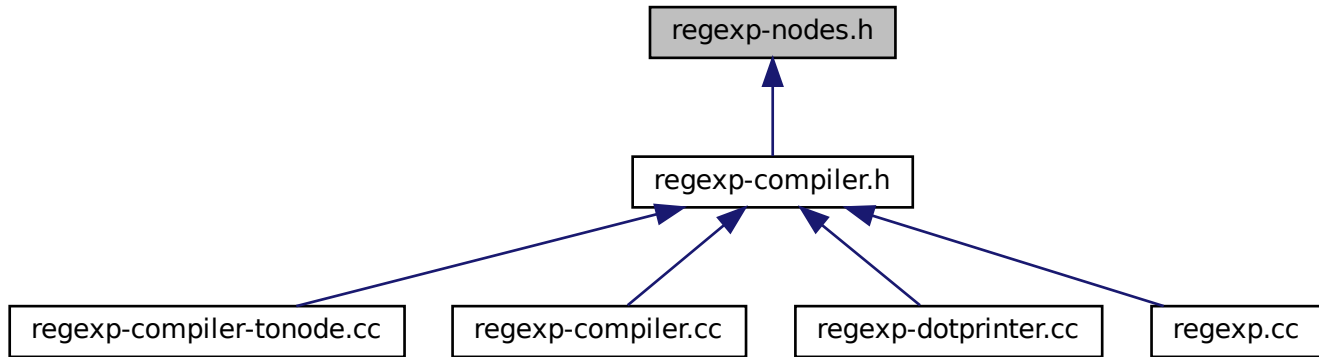 regexp-nodes.h
regexp-compiler.h
regexp-compiler-tonode.cc
regexp-compiler.cc
regexp-dotprinter.cc
regexp.cc